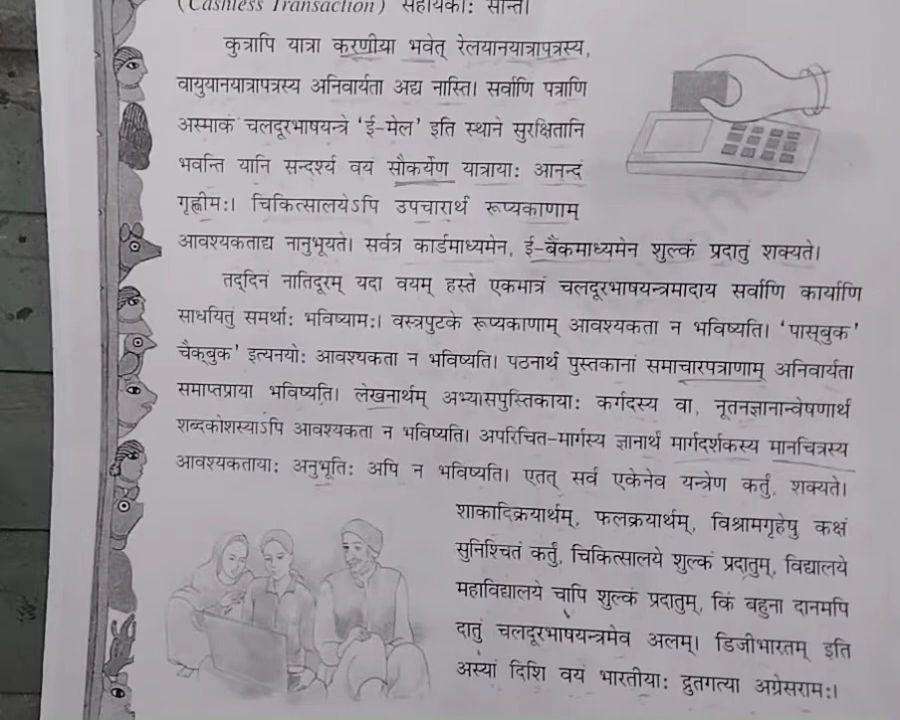 (Cashless Transaction) सहायकाः सन्ति।
कुत्रापि यात्रा करणीया भवेत् रेलयानयात्रापत्रस्य,
वायुयानयात्रापत्रस्य अनिवार्यता अद्य नास्ति। सर्वाणि पत्राणि
अस्माकं चलदूरभाषयन्त्रे ‘ई-मेल’ इति स्थाने सुरक्षितानि
भवन्ति यानि सन्दर्श्य वयं सौकर्येण यात्रायाः आनन्दं
गृह्णीमः। चिकित्सालयेऽपि उपचारार्थं रूप्यकाणाम्
आवश्यकताद्य नानुभूयते। सर्वत्र कार्डमाध्यमेन, ई-बैंकमाध्यमेन शुल्कं प्रदातुं शक्यते।
तद्दिनं नातिदूरम् यदा वयम् हस्ते एकमात्रं चलदूरभाषयन्त्रमादाय सर्वाणि कार्याणि
साधयितुं समर्थाः भविष्यामः। वस्त्रपुटके रूप्यकाणाम् आवश्यकता न भविष्यति। ‘पास्‌बुक’
चैक्‌बुक’ इत्यनयोः आवश्यकता न भविष्यति। पठनार्थं पुस्तकानां समाचारपत्राणाम् अनिवार्यता
समाप्तप्राया भविष्यति। लेखनार्थम् अभ्यासपुस्तिकायाः कर्गदस्य वा, नूतनज्ञानान्वेषणार्थं
शब्दकोशस्याऽपि आवश्यकता न भविष्यति। अपरिचित-मार्गस्य ज्ञानार्थं मार्गदर्शकस्य मानचित्रस्य
आवश्यकतायाः अनुभूतिः अपि न भविष्यति। एतत् सर्वं एकेनेव यन्त्रेण कर्तुं, शक्यते।
शाकादिक्रयार्थम्, फलक्रयार्थम्, विश्रामगृहेषु कक्षं
सुनिश्चितं कर्तुं, चिकित्सालये शुल्कं प्रदातुम्, विद्यालये
महाविद्यालये चापि शुल्कं प्रदातुम्, किं बहुना दानमपि
दातुं चलदूरभाषयन्त्रमेव अलम्। डिजीभारतम् इति
अस्यां दिशि वयं भारतीयाः द्रुतगत्या अग्रेसरामः।